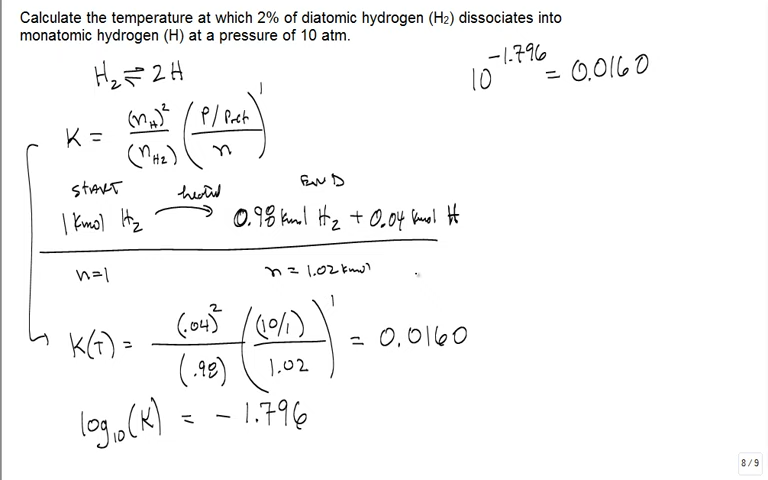 Calculate the temperature at which 2% of diatomic hydrogen (H₂) dissociates into
monatomic hydrogen (H) at a pressure of 10 atm.
10^-1.796 = 0.0160
H₂ ⇌ 2H
K = (n_H)² / (n_H2) ((P/Pref) / n)^1
START heated END
1 kmol H₂ → 0.98 kmol H₂ + 0.04 kmol H
n=1 n = 1.02 kmol
K(T) = (.04)² / (.98) ((10/1) / 1.02)^1 = 0.0160
log₁₀(K) = -1.796
8 / 9